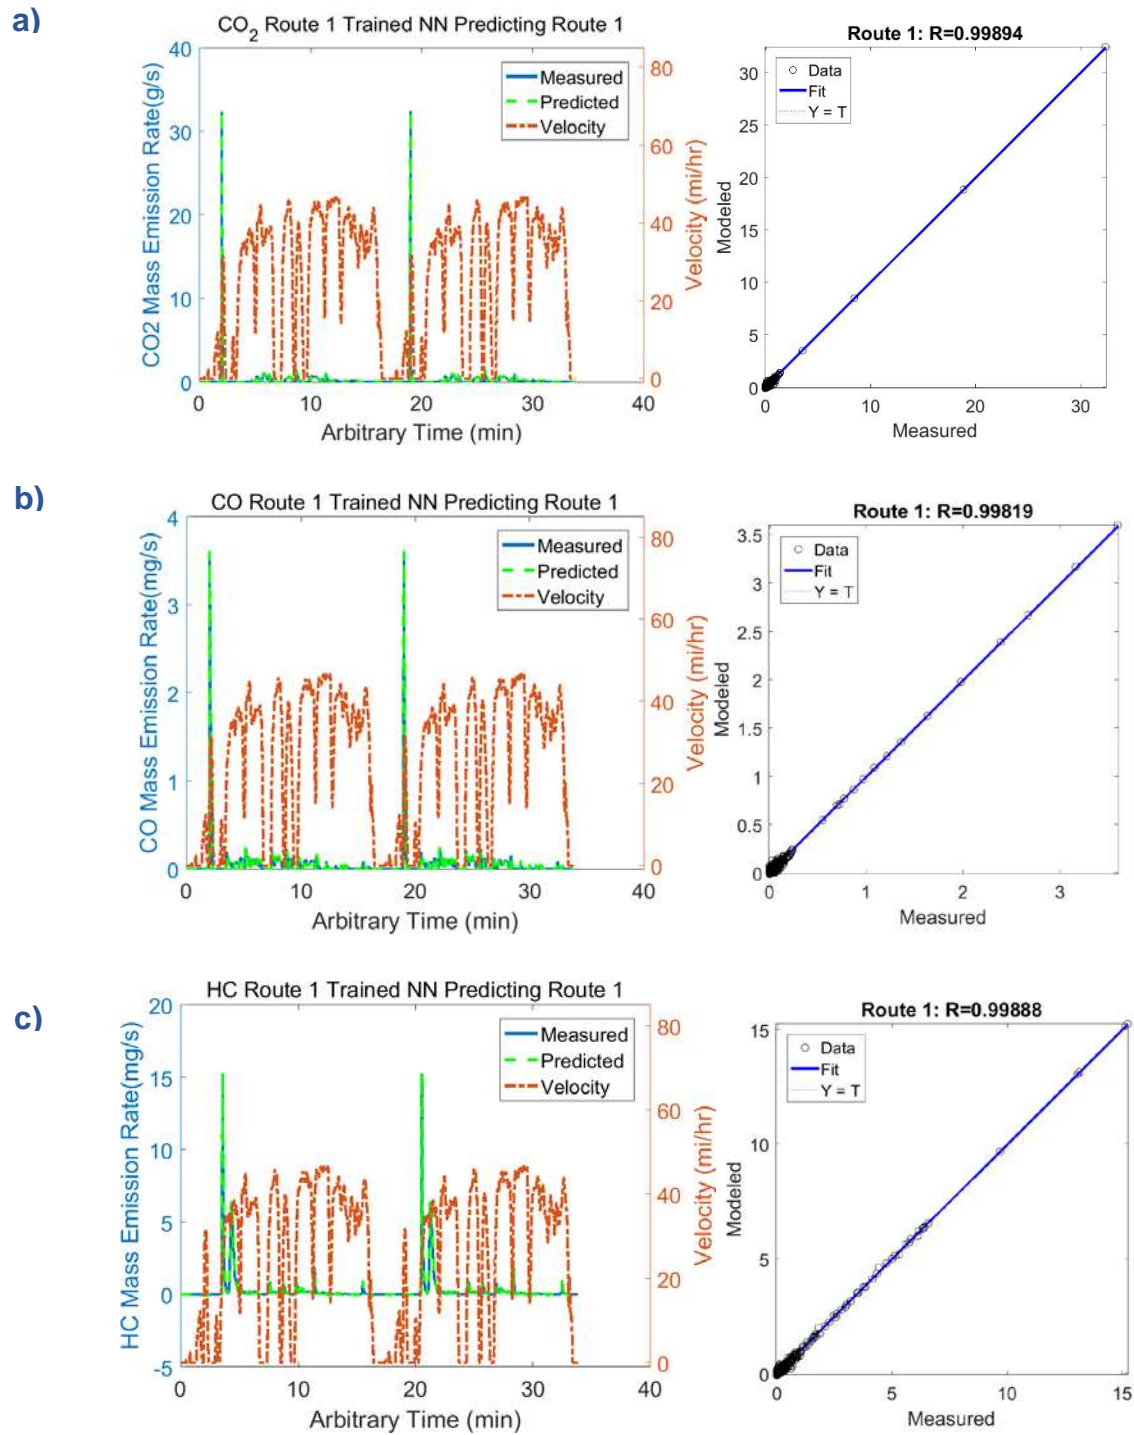 a)
CO2 Route 1 Trained NN Predicting Route 1
40
30
20
10
0
CO2 Mass Emission Rate(g/s)
Measured
Predicted
Velocity
80
60
40
20
0
Velocity (mi/hr)
0 10 20 30 40
Arbitrary Time (min)
Route 1: R=0.99894
Data
Fit
Y = T
30
25
20
15
10
5
0
Modeled
0 10 20 30
Measured
b)
CO Route 1 Trained NN Predicting Route 1
4
3
2
1
0
CO Mass Emission Rate(mg/s)
Measured
Predicted
Velocity
80
60
40
20
0
Velocity (mi/hr)
0 10 20 30 40
Arbitrary Time (min)
Route 1: R=0.99819
Data
Fit
Y = T
3.5
3
2.5
2
1.5
1
0.5
0
Modeled
0 1 2 3
Measured
c)
HC Route 1 Trained NN Predicting Route 1
20
15
10
5
0
-5
HC Mass Emission Rate(mg/s)
Measured
Predicted
Velocity
80
60
40
20
0
Velocity (mi/hr)
0 10 20 30 40
Arbitrary Time (min)
Route 1: R=0.99888
Data
Fit
Y = T
15
10
5
0
Modeled
0 5 10 15
Measured